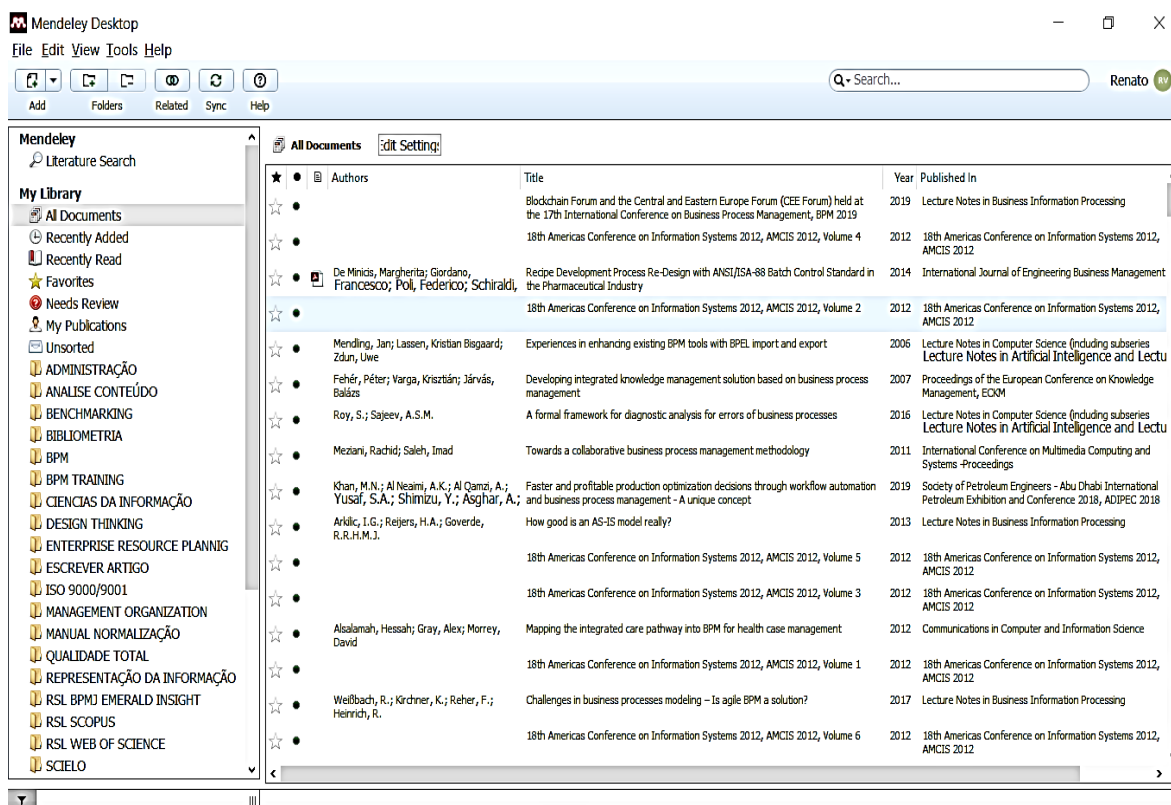 Mendeley Desktop
File Edit View Tools Help
Search...
Renato RV
Add Folders Related Sync Help
Mendeley
Literature Search
My Library
All Documents
Recently Added
Recently Read
Favorites
Needs Review
My Publications
Unsorted
ADMINISTRAÇÃO
ANALISE CONTEÚDO
BENCHMARKING
BIBLIOMETRIA
BPM
BPM TRAINING
CIENCIAS DA INFORMAÇÃO
DESIGN THINKING
ENTERPRISE RESOURCE PLANNIG
ESCREVER ARTIGO
ISO 9000/9001
MANAGEMENT ORGANIZATION
MANUAL NORMALIZAÇÃO
QUALIDADE TOTAL
REPRESENTAÇÃO DA INFORMAÇÃO
RSL BPMJ EMERALD INSIGHT
RSL SCOPUS
RSL WEB OF SCIENCE
SCIELO
All Documents Edit Settings
Authors Title Year Published In
Blockchain Forum and the Central and Eastern Europe Forum (CEE Forum) held at 2019 Lecture Notes in Business Information Processing
the 17th International Conference on Business Process Management, BPM 2019
18th Americas Conference on Information Systems 2012, AMCIS 2012, Volume 4 2012 18th Americas Conference on Information Systems 2012,
AMCIS 2012
De Minicis, Margherita; Giordano, Recipe Development Process Re-Design with ANSI/ISA-88 Batch Control Standard in 2014 International Journal of Engineering Business Management
Francesco; Poli, Federico; Schiraldi, the Pharmaceutical Industry
18th Americas Conference on Information Systems 2012, AMCIS 2012, Volume 2 2012 18th Americas Conference on Information Systems 2012,
AMCIS 2012
Mendling, Jan; Lassen, Kristian Bisgaard; Experiences in enhancing existing BPM tools with BPEL import and export 2006 Lecture Notes in Computer Science (including subseries
Zdun, Uwe Lecture Notes in Artificial Intelligence and Lectu
Fehér, Péter; Varga, Krisztián; Járvás, Developing integrated knowledge management solution based on business process 2007 Proceedings of the European Conference on Knowledge
Balázs management Management, ECKM
Roy, S.; Sajeev, A.S.M. A formal framework for diagnostic analysis for errors of business processes 2016 Lecture Notes in Computer Science (including subseries
Lecture Notes in Artificial Intelligence and Lectu
Meziani, Rachid; Saleh, Imad Towards a collaborative business process management methodology 2011 International Conference on Multimedia Computing and
Systems -Proceedings
Khan, M.N.; Al Neaimi, A.K.; Al Qamzi, A.; Faster and profitable production optimization decisions through workflow automation 2019 Society of Petroleum Engineers - Abu Dhabi International
Yusaf, S.A.; Shimizu, Y.; Asghar, A.; and business process management - A unique concept Petroleum Exhibition and Conference 2018, ADIPEC 2018
Arkilic, I.G.; Reijers, H.A.; Goverde, How good is an AS-IS model really? 2013 Lecture Notes in Business Information Processing
R.R.H.M.J.
18th Americas Conference on Information Systems 2012, AMCIS 2012, Volume 5 2012 18th Americas Conference on Information Systems 2012,
AMCIS 2012
18th Americas Conference on Information Systems 2012, AMCIS 2012, Volume 3 2012 18th Americas Conference on Information Systems 2012,
AMCIS 2012
Alsalamah, Hessah; Gray, Alex; Morrey, Mapping the integrated care pathway into BPM for health case management 2012 Communications in Computer and Information Science
David
18th Americas Conference on Information Systems 2012, AMCIS 2012, Volume 1 2012 18th Americas Conference on Information Systems 2012,
AMCIS 2012
Weißbach, R.; Kirchner, K.; Reher, F.; Challenges in business processes modeling – Is agile BPM a solution? 2017 Lecture Notes in Business Information Processing
Heinrich, R.
18th Americas Conference on Information Systems 2012, AMCIS 2012, Volume 6 2012 18th Americas Conference on Information Systems 2012,
AMCIS 2012